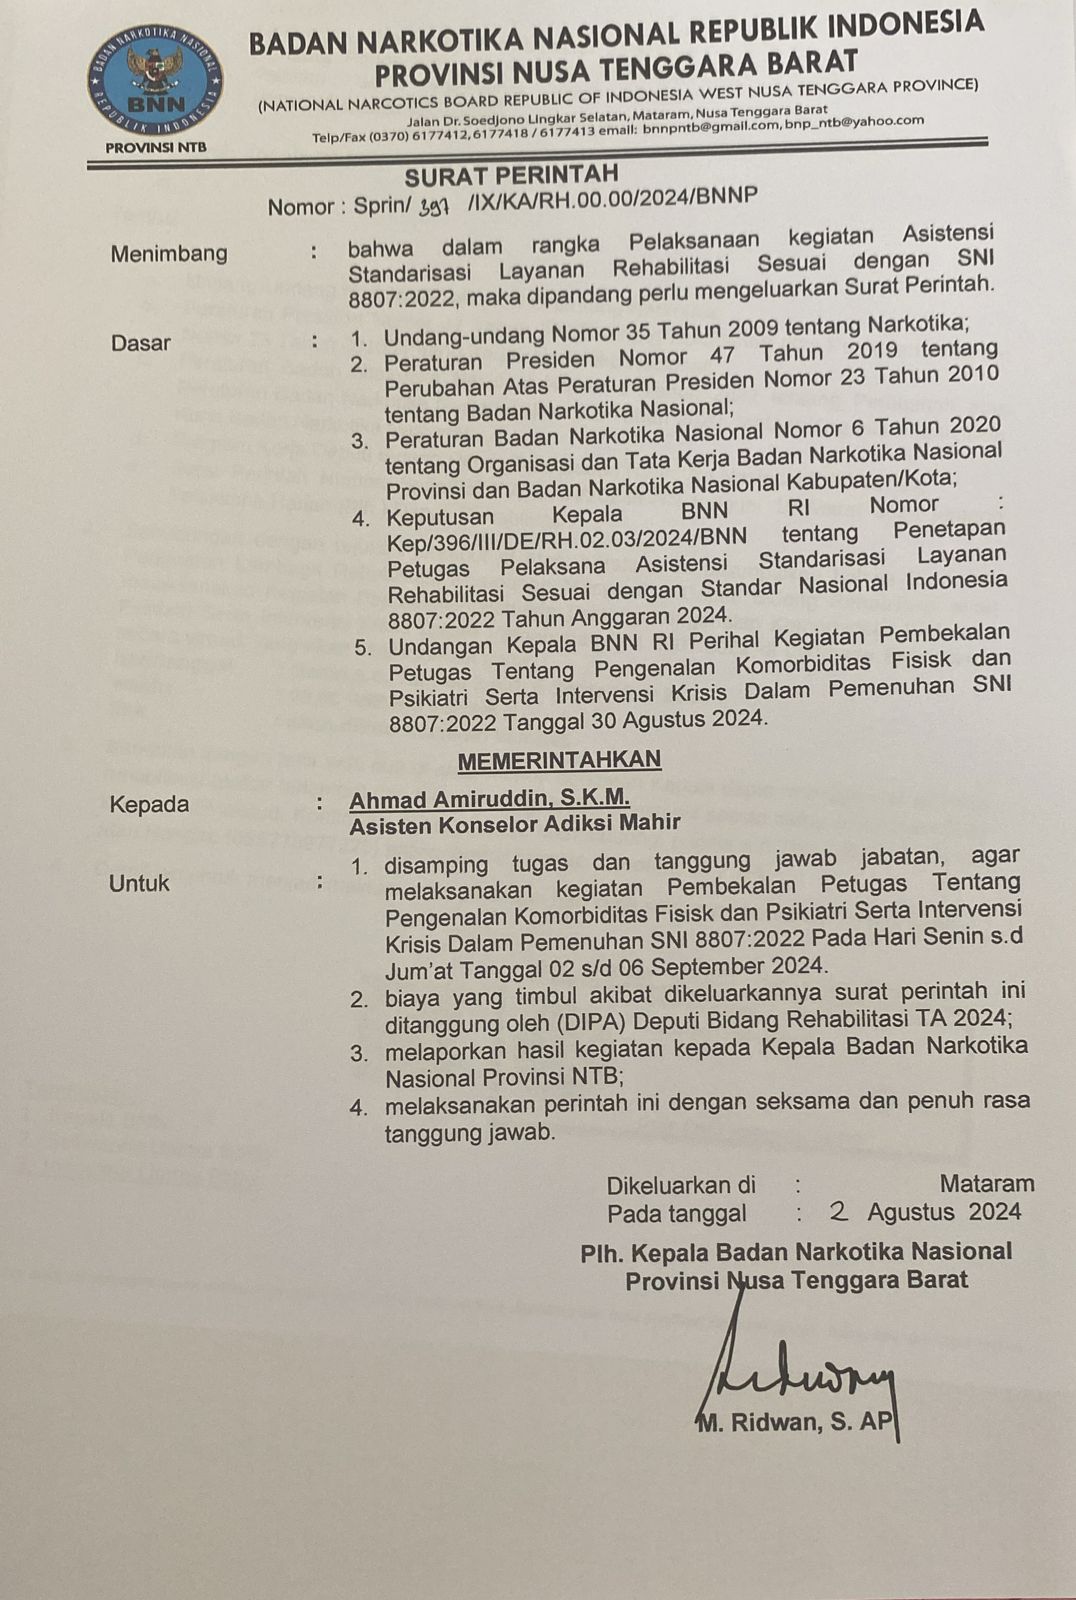 BADAN NARKOTIKA NASIONAL REPUBLIK INDONESIA
BADAN NARKOTIKA NASIONAL REPUBLIK INDONESIA
PROVINSI NUSA TENGGARA BARAT
(NATIONAL NARCOTICS BOARD REPUBLIC OF INDONESIA WEST NUSA TENGGARA PROVINCE)
Jalan Dr. Soedjono Lingkar Selatan, Mataram, Nusa Tenggara Barat
Telp/Fax (0370) 6177412, 6177418 / 6177413 email: bnnpntb@gmail.com, bnp_ntb@yahoo.com
BNN
PROVINSI NTB
SURAT PERINTAH
Nomor : Sprin/ 397 /IX/KA/RH.00.00/2024/BNNP
Menimbang : bahwa dalam rangka Pelaksanaan kegiatan Asistensi
Standarisasi Layanan Rehabilitasi Sesuai dengan SNI
8807:2022, maka dipandang perlu mengeluarkan Surat Perintah.
Dasar : 1. Undang-undang Nomor 35 Tahun 2009 tentang Narkotika;
2. Peraturan Presiden Nomor 47 Tahun 2019 tentang
Perubahan Atas Peraturan Presiden Nomor 23 Tahun 2010
tentang Badan Narkotika Nasional;
3. Peraturan Badan Narkotika Nasional Nomor 6 Tahun 2020
tentang Organisasi dan Tata Kerja Badan Narkotika Nasional
Provinsi dan Badan Narkotika Nasional Kabupaten/Kota;
4. Keputusan Kepala BNN RI Nomor :
Kep/396/III/DE/RH.02.03/2024/BNN tentang Penetapan
Petugas Pelaksana Asistensi Standarisasi Layanan
Rehabilitasi Sesuai dengan Standar Nasional Indonesia
8807:2022 Tahun Anggaran 2024.
5. Undangan Kepala BNN RI Perihal Kegiatan Pembekalan
Petugas Tentang Pengenalan Komorbiditas Fisisk dan
Psikiatri Serta Intervensi Krisis Dalam Pemenuhan SNI
8807:2022 Tanggal 30 Agustus 2024.
MEMERINTAHKAN
Kepada : Ahmad Amiruddin, S.K.M.
Asisten Konselor Adiksi Mahir
Untuk : 1. disamping tugas dan tanggung jawab jabatan, agar
melaksanakan kegiatan Pembekalan Petugas Tentang
Pengenalan Komorbiditas Fisisk dan Psikiatri Serta Intervensi
Krisis Dalam Pemenuhan SNI 8807:2022 Pada Hari Senin s.d
Jum'at Tanggal 02 s/d 06 September 2024.
2. biaya yang timbul akibat dikeluarkannya surat perintah ini
ditanggung oleh (DIPA) Deputi Bidang Rehabilitasi TA 2024;
3. melaporkan hasil kegiatan kepada Kepala Badan Narkotika
Nasional Provinsi NTB;
4. melaksanakan perintah ini dengan seksama dan penuh rasa
tanggung jawab.
Dikeluarkan di : Mataram
Pada tanggal : 2 Agustus 2024
Plh. Kepala Badan Narkotika Nasional
Provinsi Nusa Tenggara Barat
M. Ridwan, S. AP